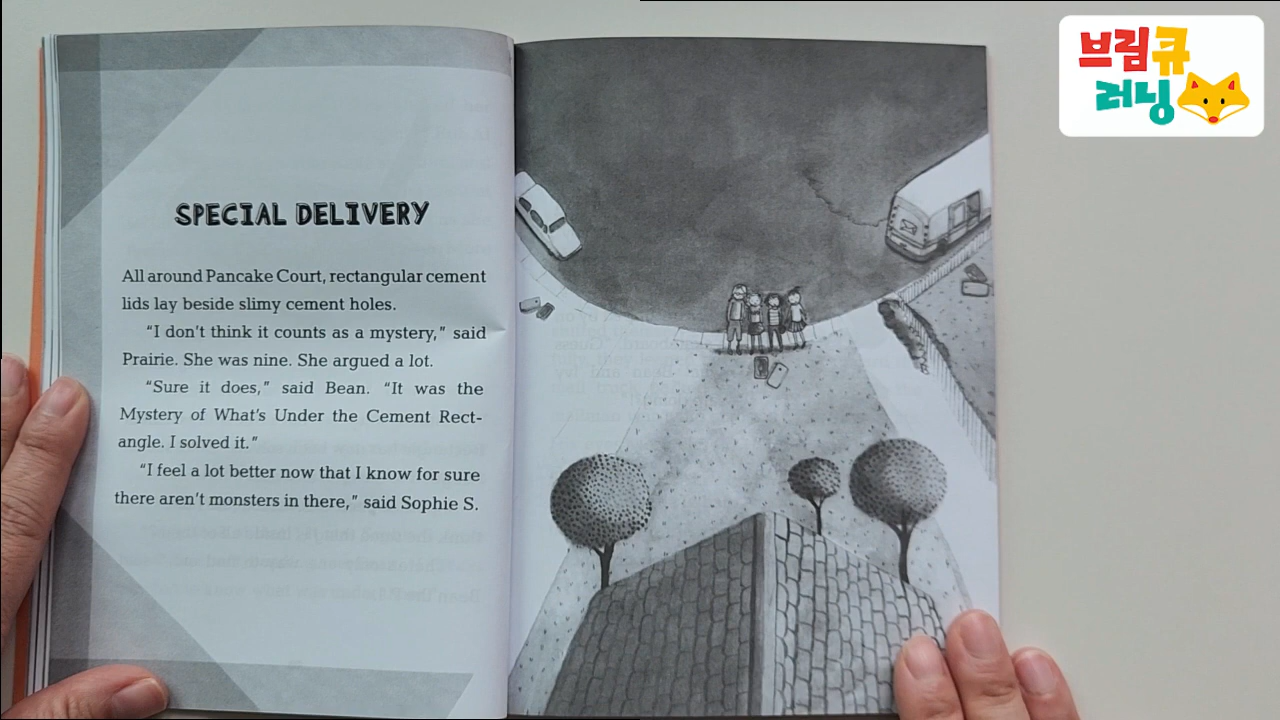 SPECIAL DELIVERY
All around Pancake Court, rectangular cement
lids lay beside slimy cement holes.
“I don’t think it counts as a mystery,” said
Prairie. She was nine. She argued a lot.
“Sure it does,” said Bean. “It was the
Mystery of What’s Under the Cement Rect-
angle. I solved it.”
“I feel a lot better now that I know for sure
there aren’t monsters in there,” said Sophie S.
브림큐
러닝